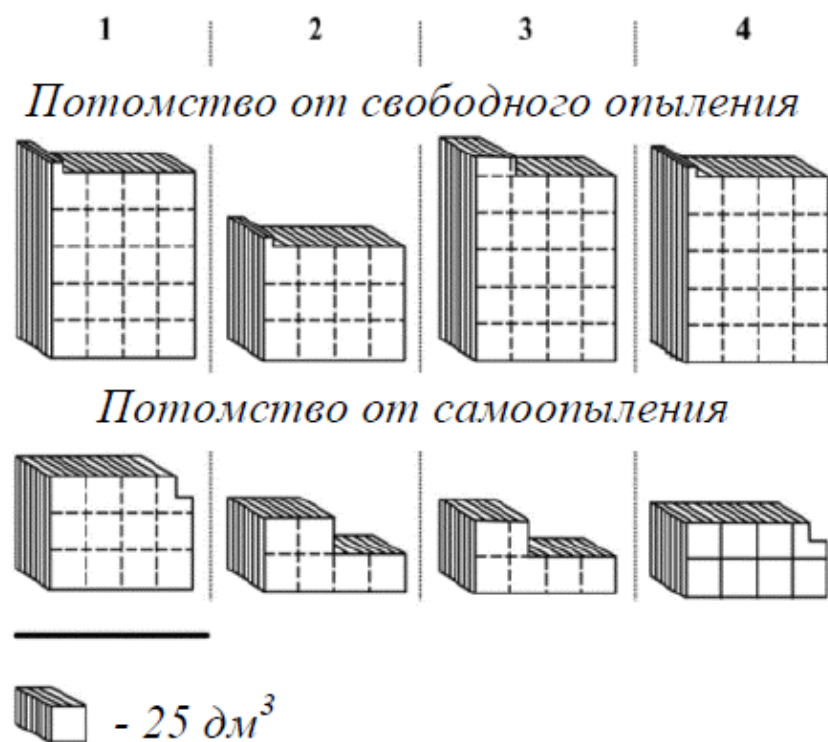 1 2 3 4
Потомство от свободного опыления
Потомство от самоопыления
- 25 дм³